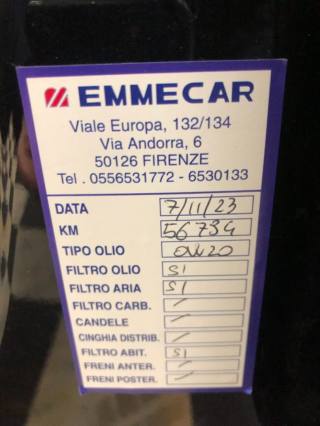 EMMECAR
Viale Europa, 132/134
Via Andorra, 6
50126 FIRENZE
Tel. 0556531772 - 6530133
DATA 7/11/23
KM 56734
TIPO OLIO 0W20
FILTRO OLIO SI
FILTRO ARIA SI
FILTRO CARB. /
CANDELE /
CINGHIA DISTRIB. /
FILTRO ABIT. SI
FRENI ANTER. /
FRENI POSTER. /